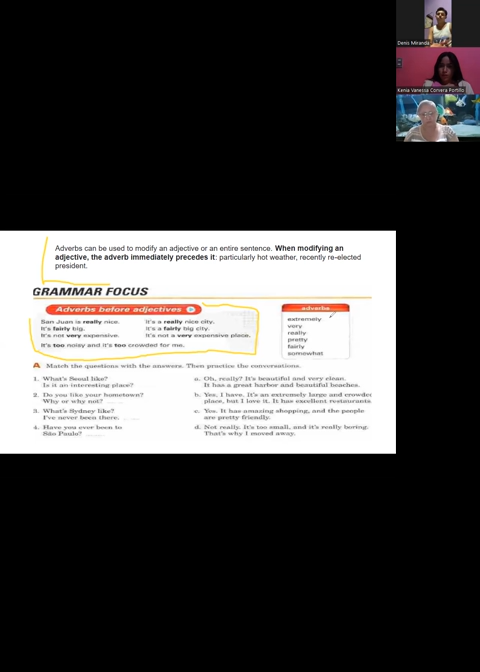 Denis Miranda
Kenia Vanessa Corvera Portillo
Adverbs can be used to modify an adjective or an entire sentence. When modifying an
adjective, the adverb immediately precedes it: particularly hot weather, recently re-elected
president.
GRAMMAR FOCUS
Adverbs before adjectives
San Juan is really nice. It's a really nice city.
It's fairly big. It's a fairly big city.
It's not very expensive. It's not a very expensive place.
It's too noisy and it's too crowded for me.
adverbs
extremely
very
really
pretty
fairly
somewhat
A Match the questions with the answers. Then practice the conversations.
1. What's Seoul like?
Is it an interesting place?
2. Do you like your hometown?
Why or why not?
3. What's Sydney like?
I've never been there.
4. Have you ever been to
São Paulo?
a. Oh, really? It's beautiful and very clean.
It has a great harbor and beautiful beaches.
b. Yes, I have. It's an extremely large and crowded
place, but I love it. It has excellent restaurants
c. Yes. It has amazing shopping, and the people
are pretty friendly.
d. Not really. It's too small, and it's really boring.
That's why I moved away.